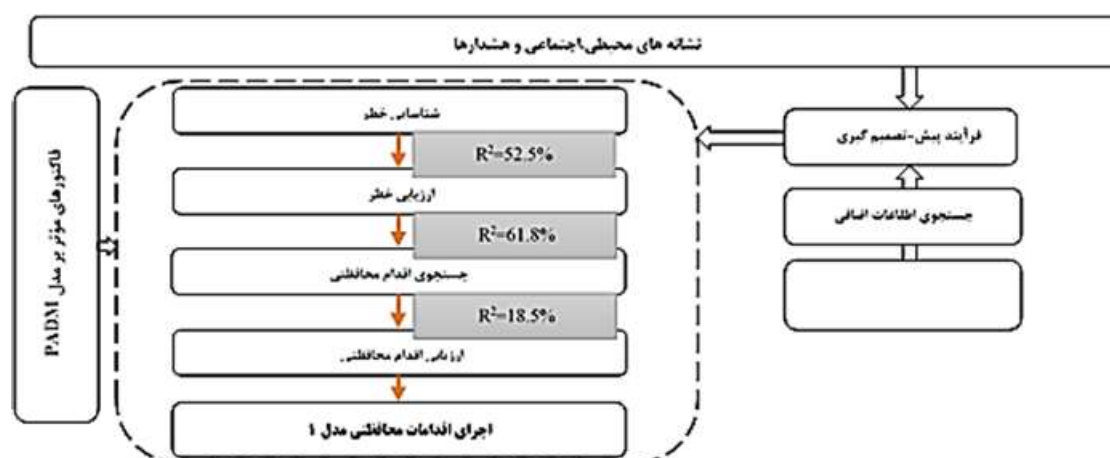 نشانه های محیطی،اجتماعی و هشدارها
شناسایی خطر
فرآیند پیش-تصمیم گیری
R²=52.5%
ارزیابی خطر
جستجوی اطلاعات اضافی
R²=61.8%
جستجوی اقدام محافظتی
R²=18.5%
ارزیابی اقدام محافظتی
اجرای اقدامات محافظتی مدل ۱
فاکتورهای مؤثر بر مدل PADM